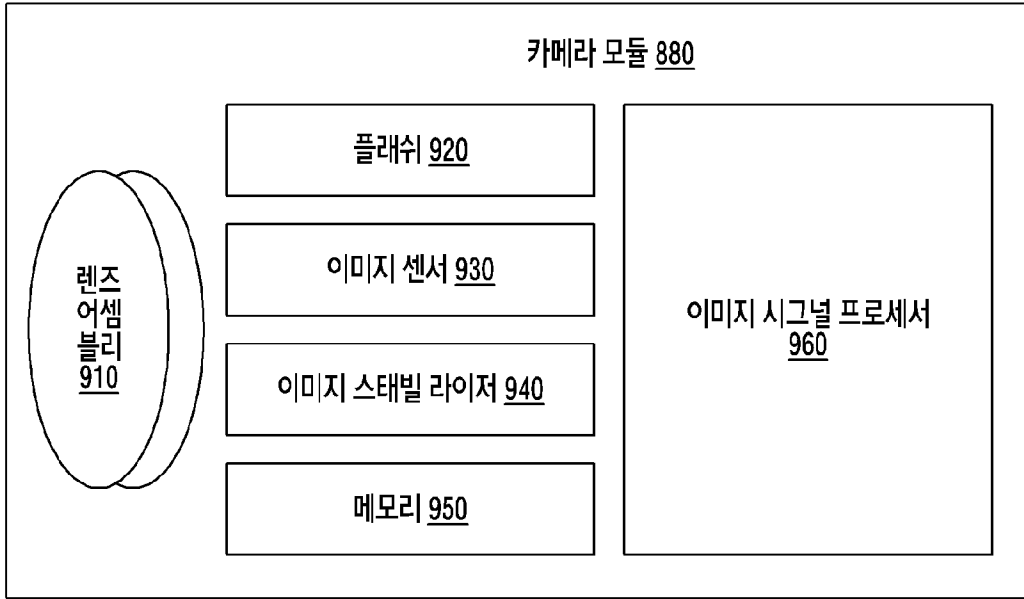 카메라 모듈 880
플래쉬 920
이미지 센서 930
이미지 스태빌 라이저 940
메모리 950
렌즈
어셈
블리
910
이미지 시그널 프로세서
960